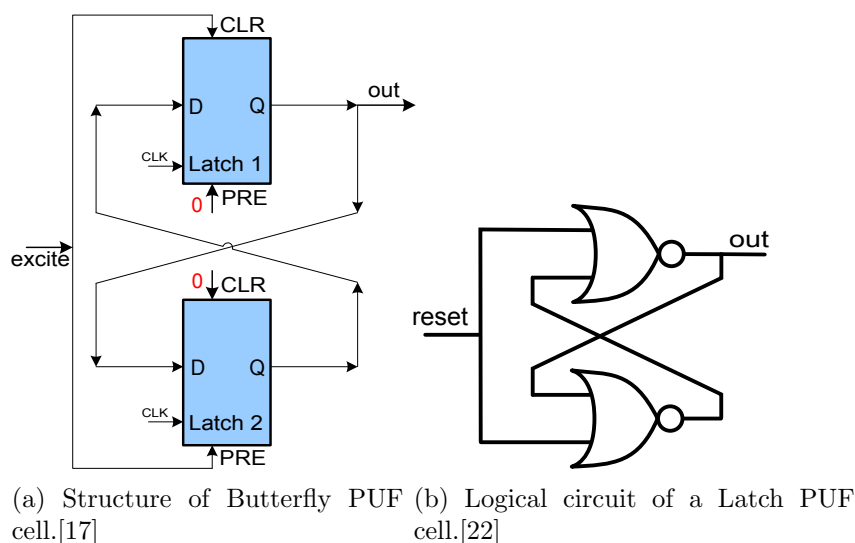 CLR
D Q
out
CLK
Latch 1
0 PRE
excite
0 CLR
D Q
CLK
Latch 2
PRE
out
reset
(a) Structure of Butterfly PUF cell.[17]
(b) Logical circuit of a Latch PUF cell.[22]